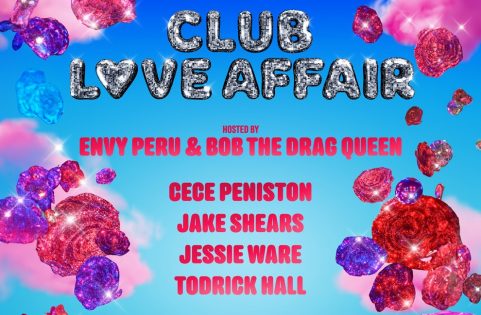 CLUB
LOVE AFFAIR
HOSTED BY
ENVY PERU & BOB THE DRAG QUEEN
CECE PENISTON
JAKE SHEARS
JESSIE WARE
TODRICK HALL